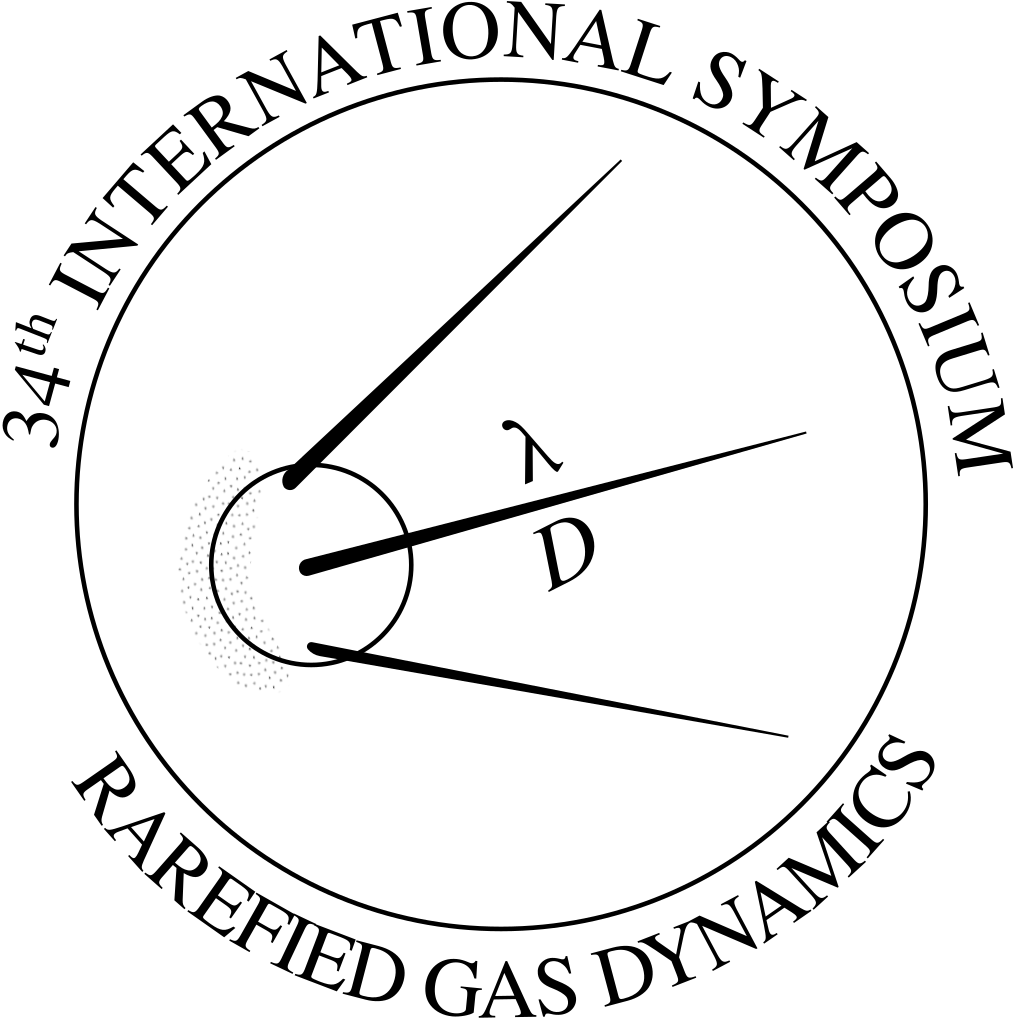 34th INTERNATIONAL SYMPOSIUM
λ
D
RAREFIED GAS DYNAMICS